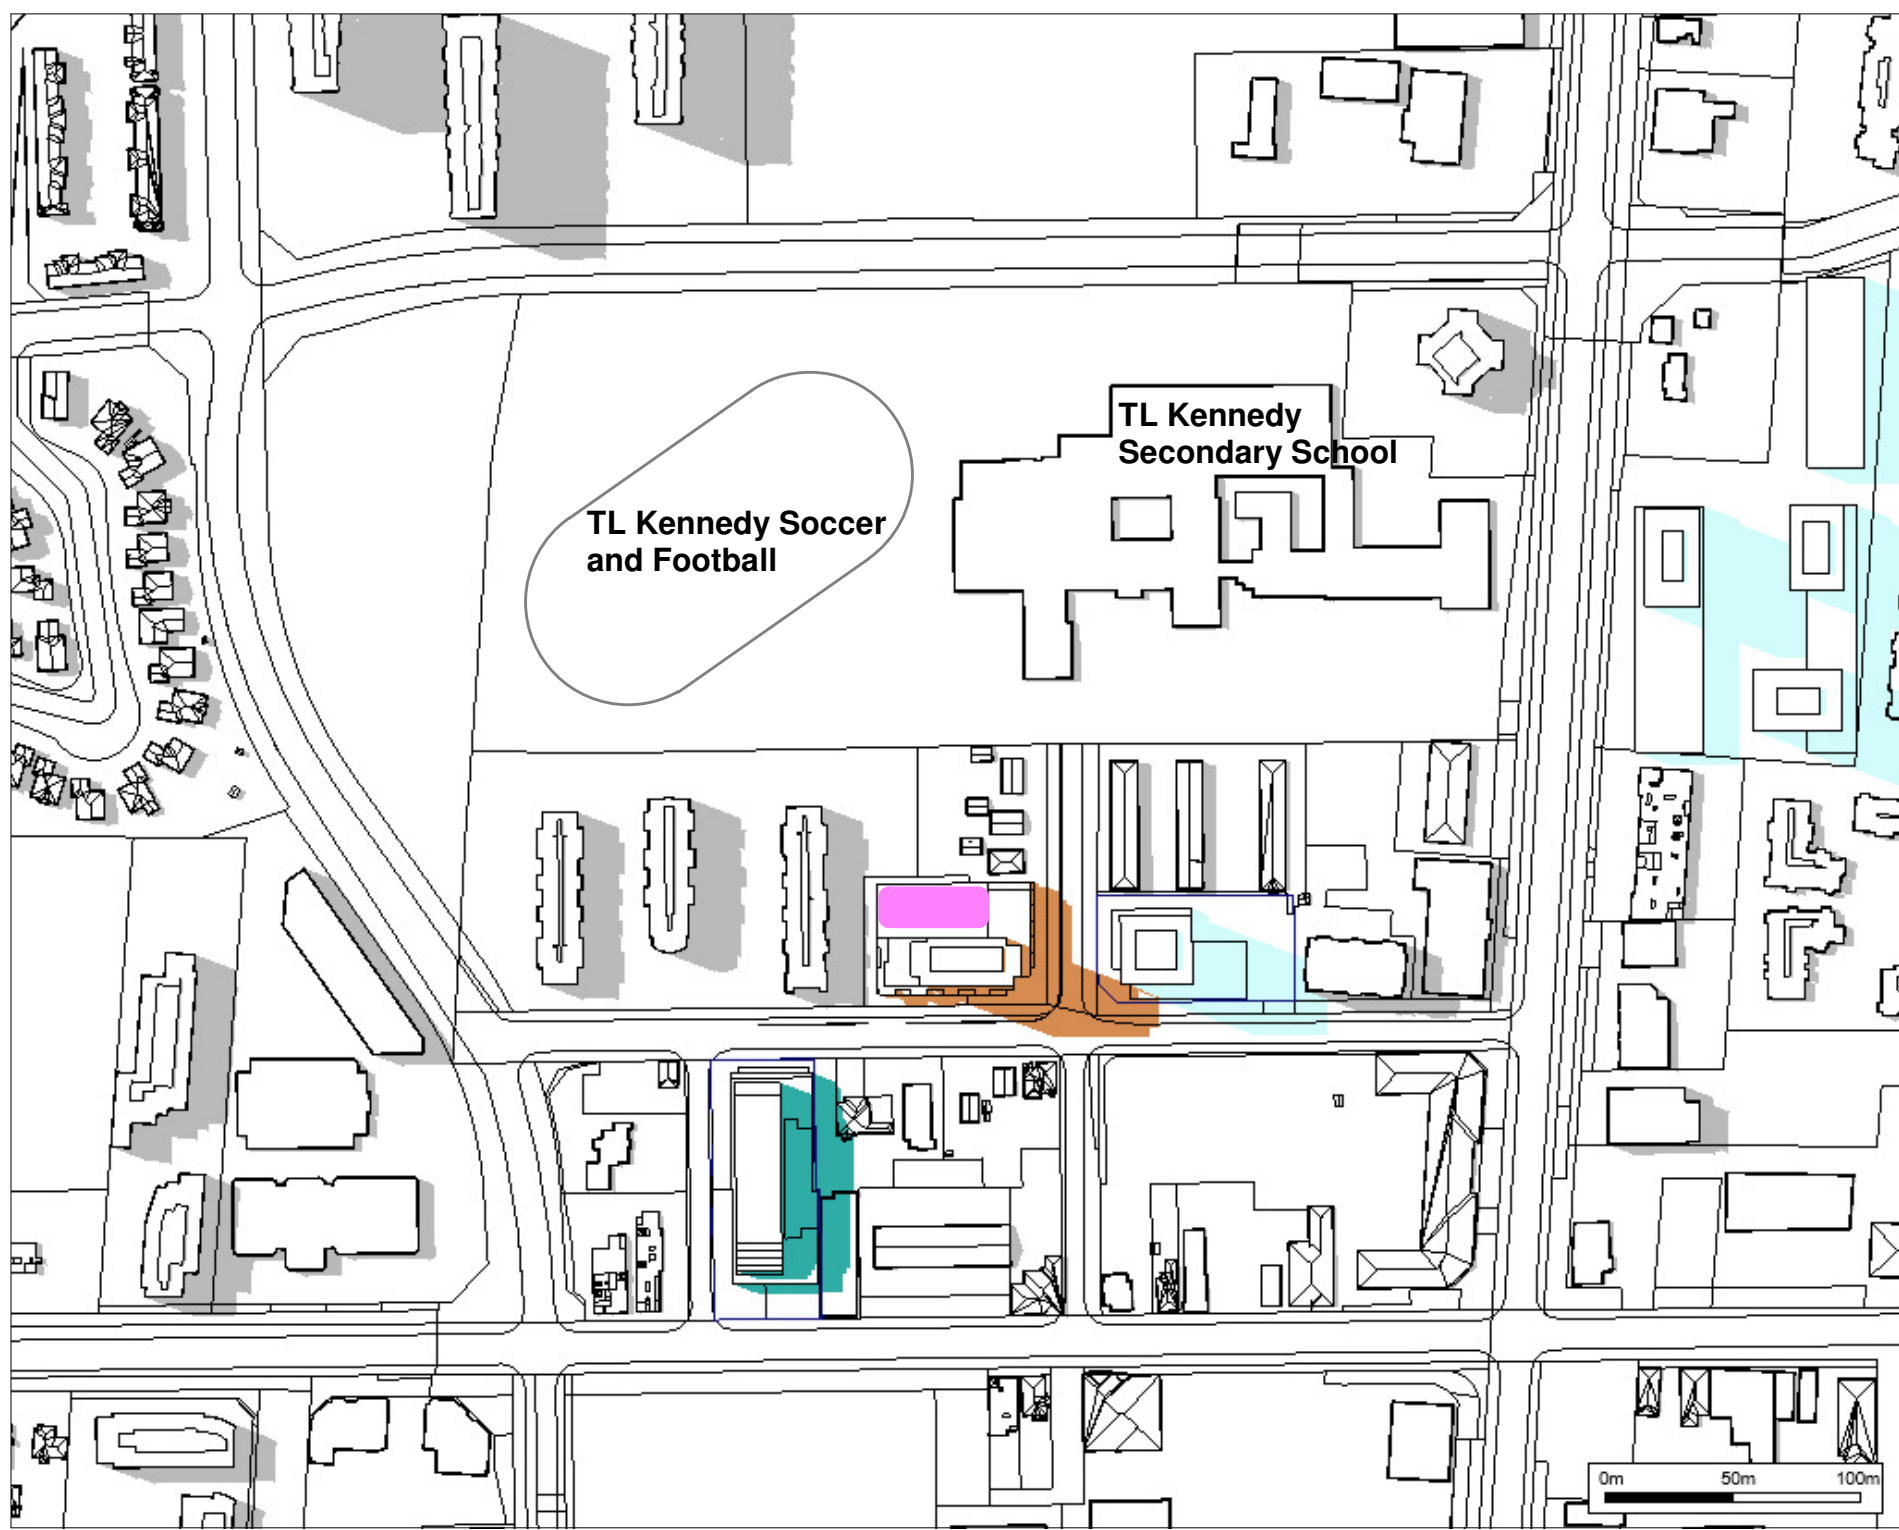 TL Kennedy
Secondary School
TL Kennedy Soccer
and Football
0m 50m 100m